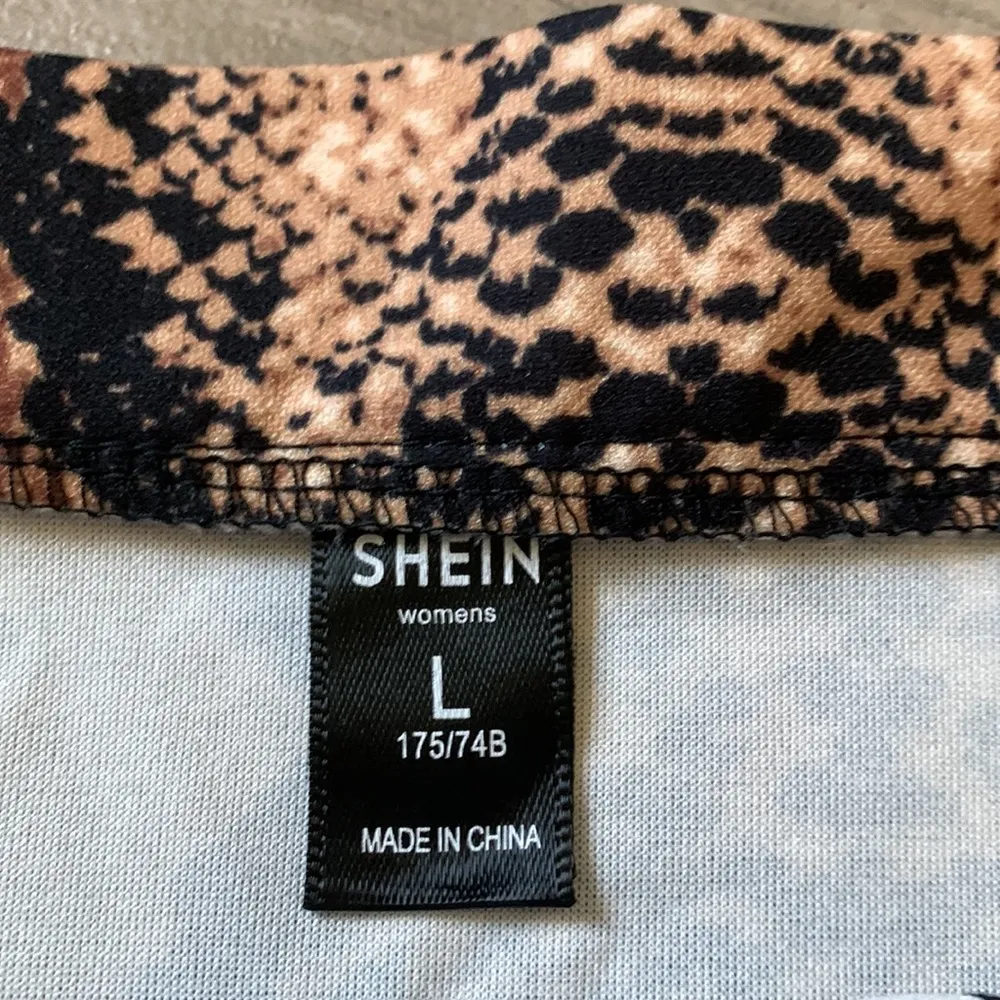 SHEIN
womens
L
175/74B
MADE IN CHINA